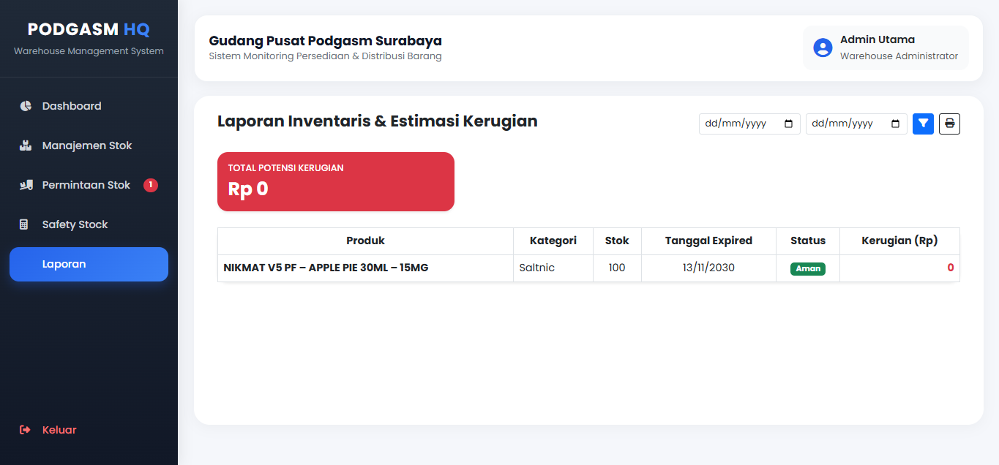 PODGASM HQ
Warehouse Management System
Dashboard
Manajemen Stok
Permintaan Stok 1
Safety Stock
Laporan
Keluar
Gudang Pusat Podgasm Surabaya
Sistem Monitoring Persediaan & Distribusi Barang
Admin Utama
Warehouse Administrator
Laporan Inventaris & Estimasi Kerugian
dd/mm/yyyy dd/mm/yyyy
TOTAL POTENSI KERUGIAN
Rp 0
Produk Kategori Stok Tanggal Expired Status Kerugian (Rp)
NIKMAT V5 PF – APPLE PIE 30ML – 15MG Saltnic 100 13/11/2030 Aman 0